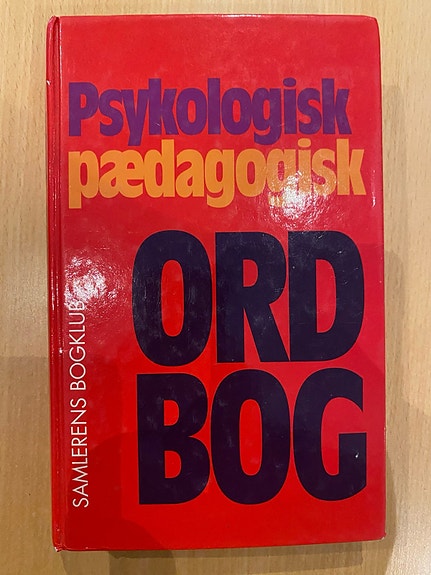 Psykologisk
pædagogisk
ORD
BOG
SAMLERENS BOGKLUB